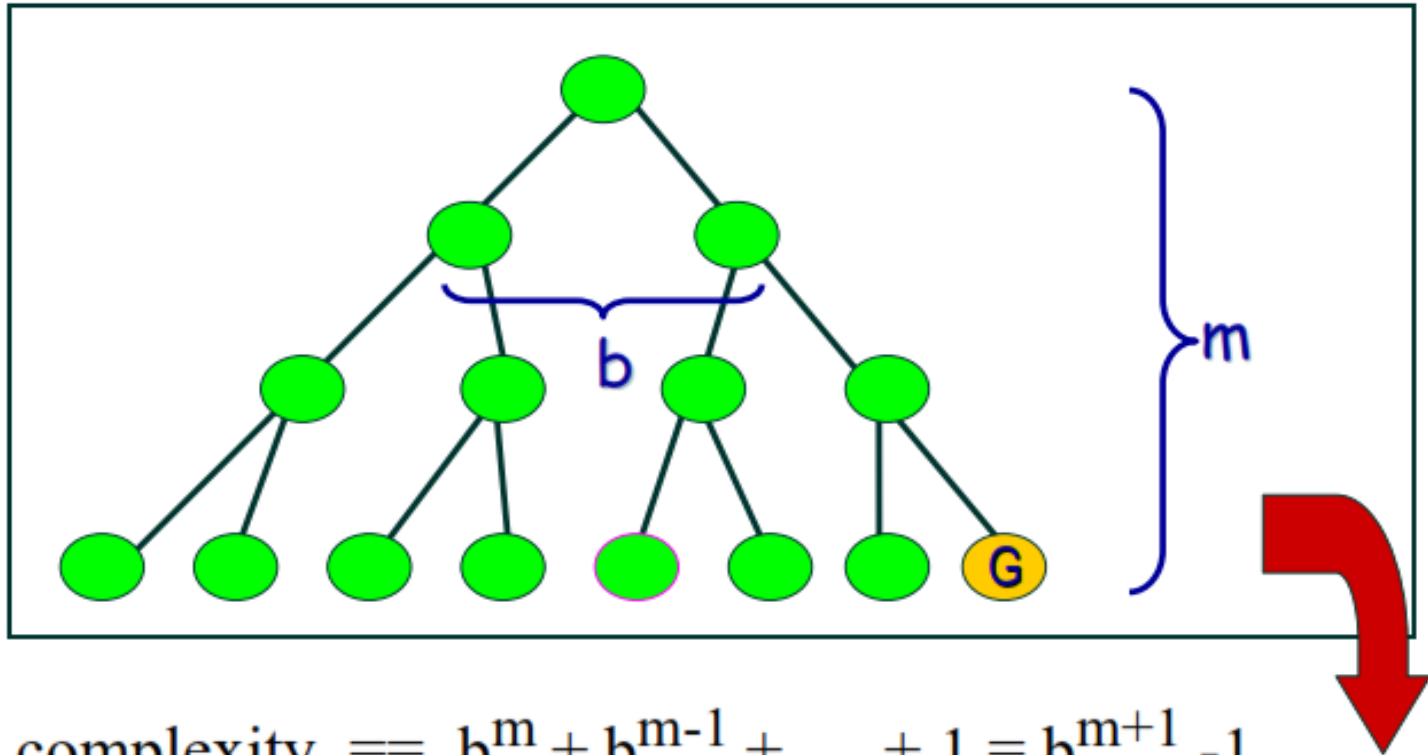 b
m
G
complexity == b^m + b^{m-1} + ... + 1 = b^{m+1} -1